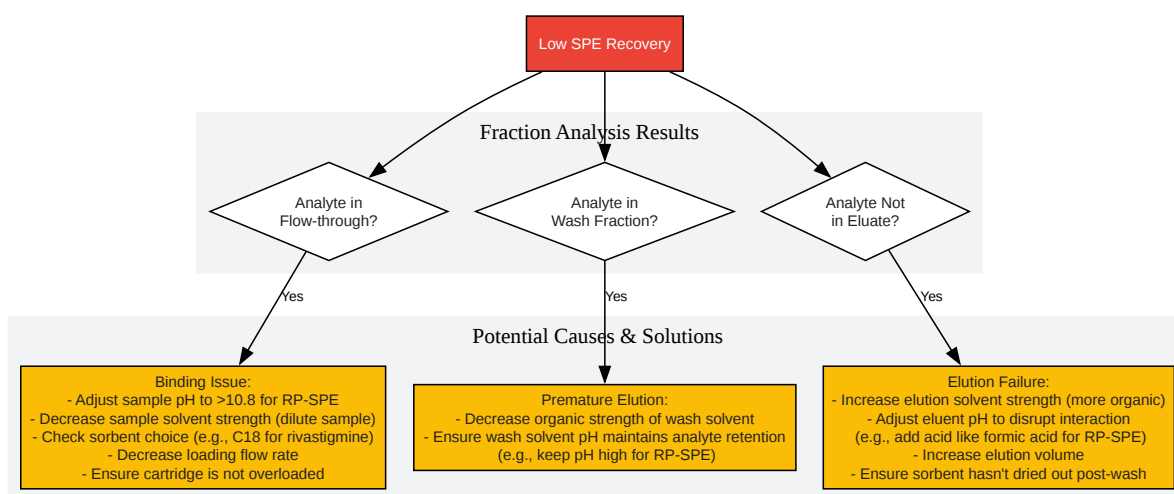 Low SPE Recovery
Fraction Analysis Results
Analyte in
Flow-through?
Analyte in
Wash Fraction?
Analyte Not
in Eluate?
Yes
Yes
Yes
Potential Causes & Solutions
Binding Issue:
- Adjust sample pH to >10.8 for RP-SPE
- Decrease sample solvent strength (dilute sample)
- Check sorbent choice (e.g., C18 for rivastigmine)
- Decrease loading flow rate
- Ensure cartridge is not overloaded
Premature Elution:
- Decrease organic strength of wash solvent
- Ensure wash solvent pH maintains analyte retention
(e.g., keep pH high for RP-SPE)
Elution Failure:
- Increase elution solvent strength (more organic)
- Adjust eluent pH to disrupt interaction
(e.g., add acid like formic acid for RP-SPE)
- Increase elution volume
- Ensure sorbent hasn't dried out post-wash